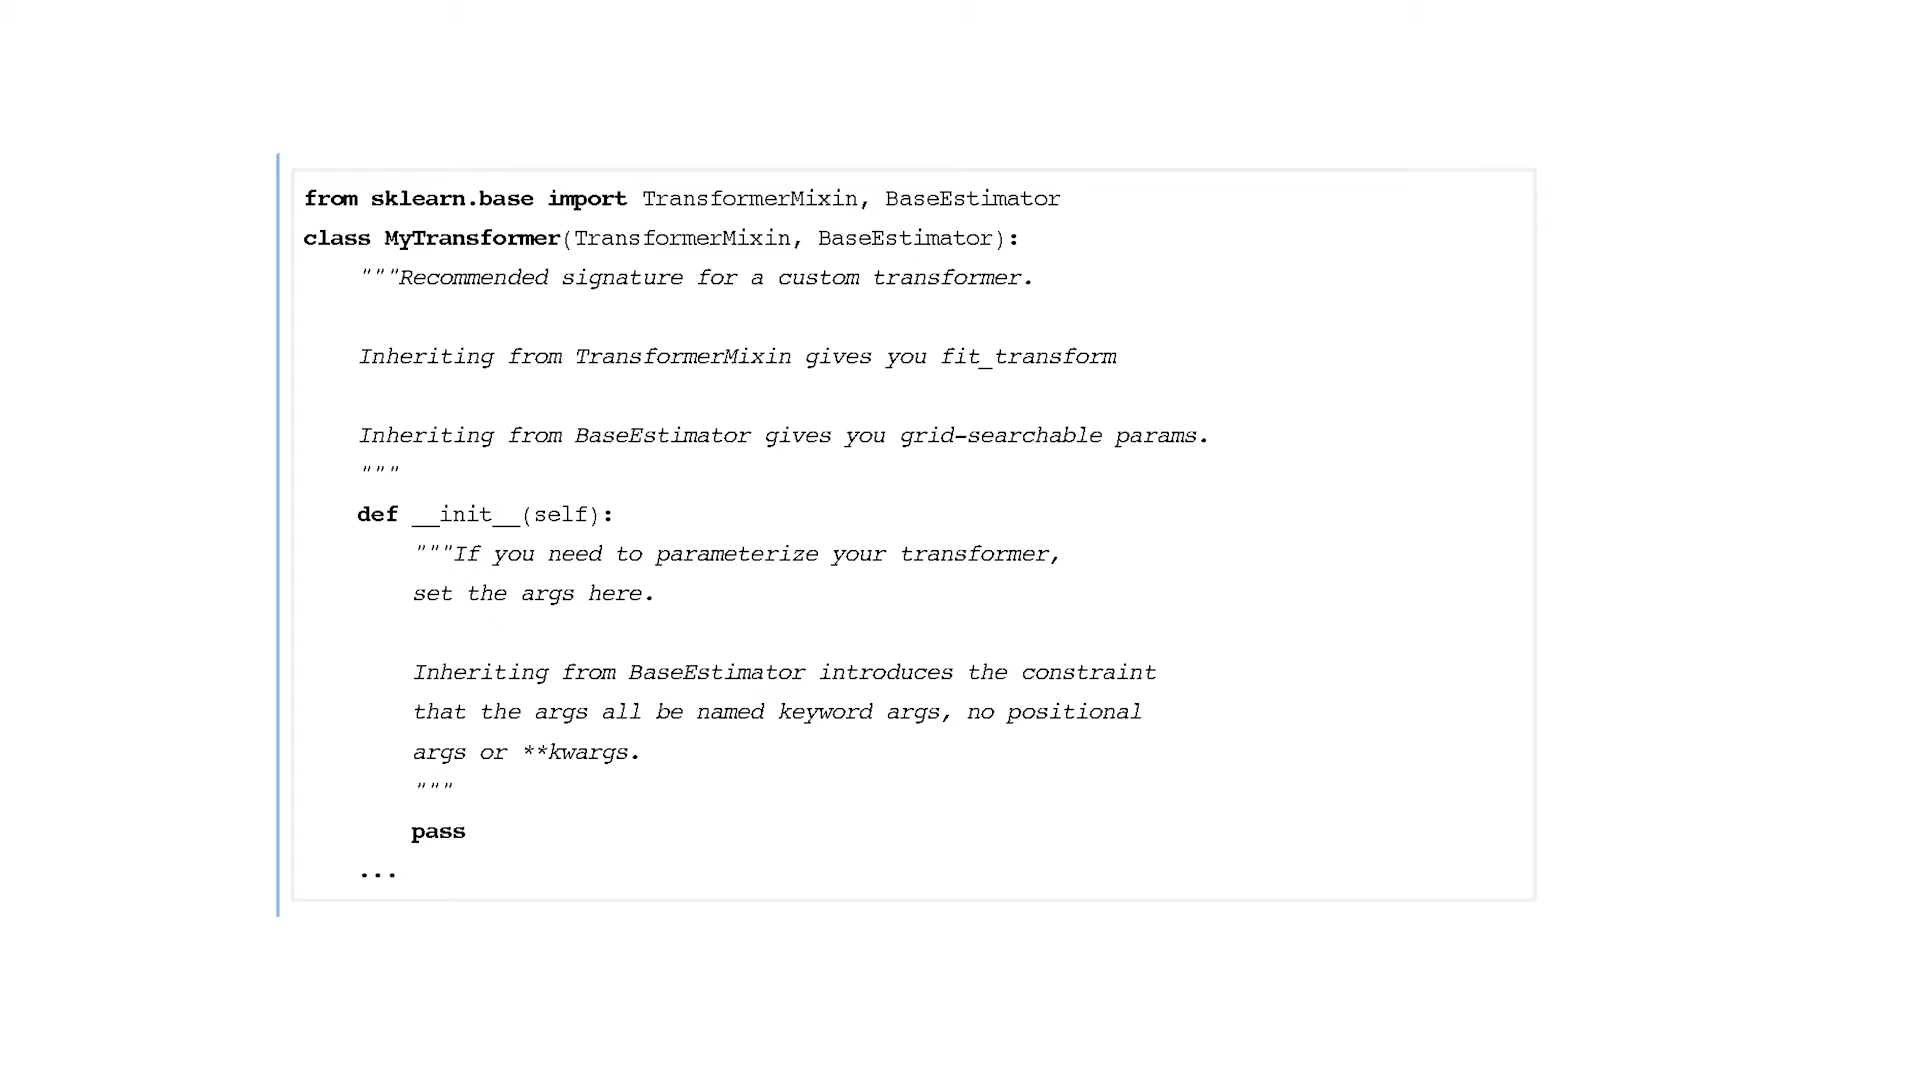 from sklearn.base import TransformerMixin, BaseEstimator
class MyTransformer(TransformerMixin, BaseEstimator):
    """Recommended signature for a custom transformer.

    Inheriting from TransformerMixin gives you fit_transform

    Inheriting from BaseEstimator gives you grid-searchable params.
    """
    def __init__(self):
        """If you need to parameterize your transformer,
        set the args here.

        Inheriting from BaseEstimator introduces the constraint
        that the args all be named keyword args, no positional
        args or **kwargs.
        """
        pass
    ...